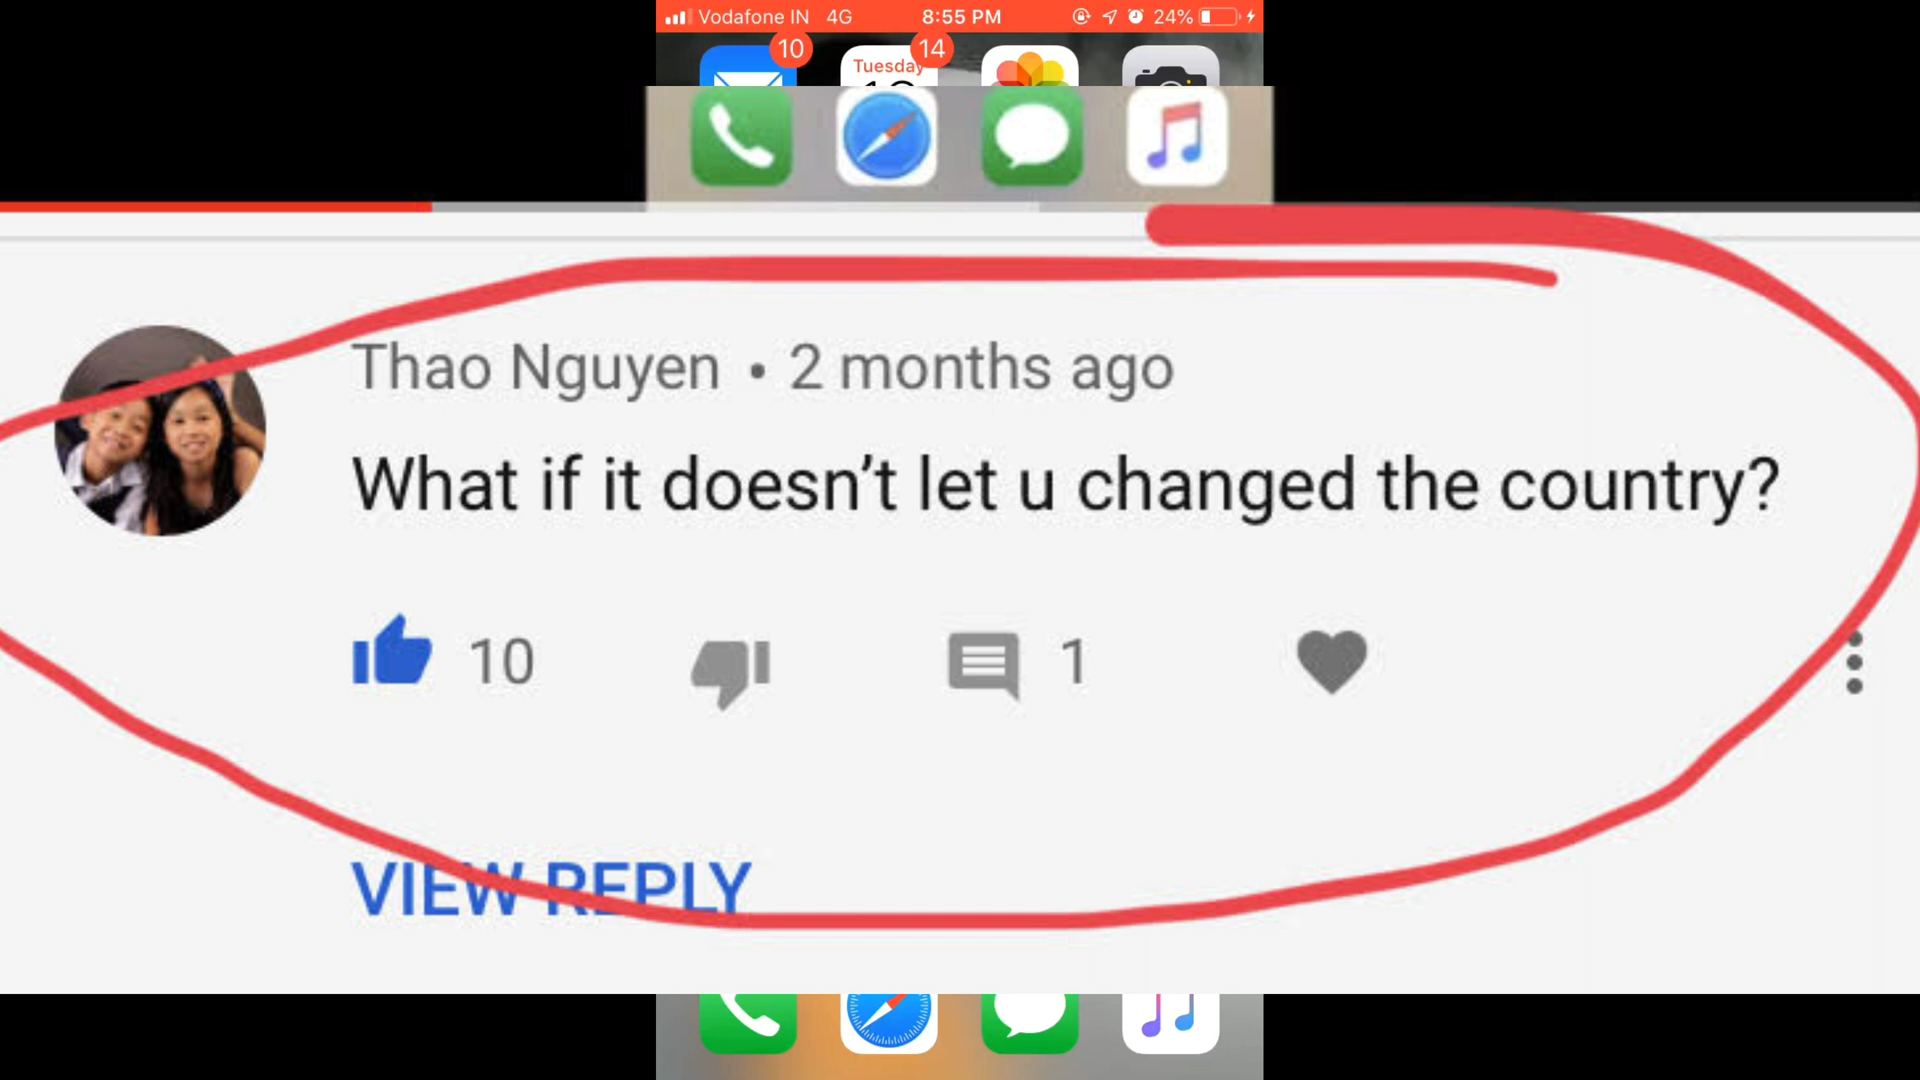 Vodafone IN 4G 8:55 PM 24%
10 14
Tuesday
Thao Nguyen • 2 months ago
What if it doesn’t let u changed the country?
10 1
VIEW REPLY